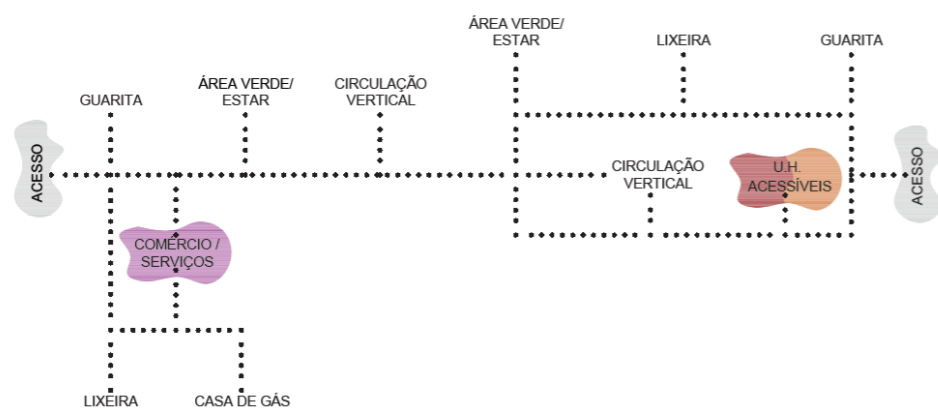 ÁREA VERDE/
ESTAR
LIXEIRA
GUARITA
GUARITA
ÁREA VERDE/
ESTAR
CIRCULAÇÃO
VERTICAL
ACESSO
CIRCULAÇÃO
VERTICAL
U.H.
ACESSÍVEIS
ACESSO
COMÉRCIO /
SERVIÇOS
LIXEIRA
CASA DE GÁS